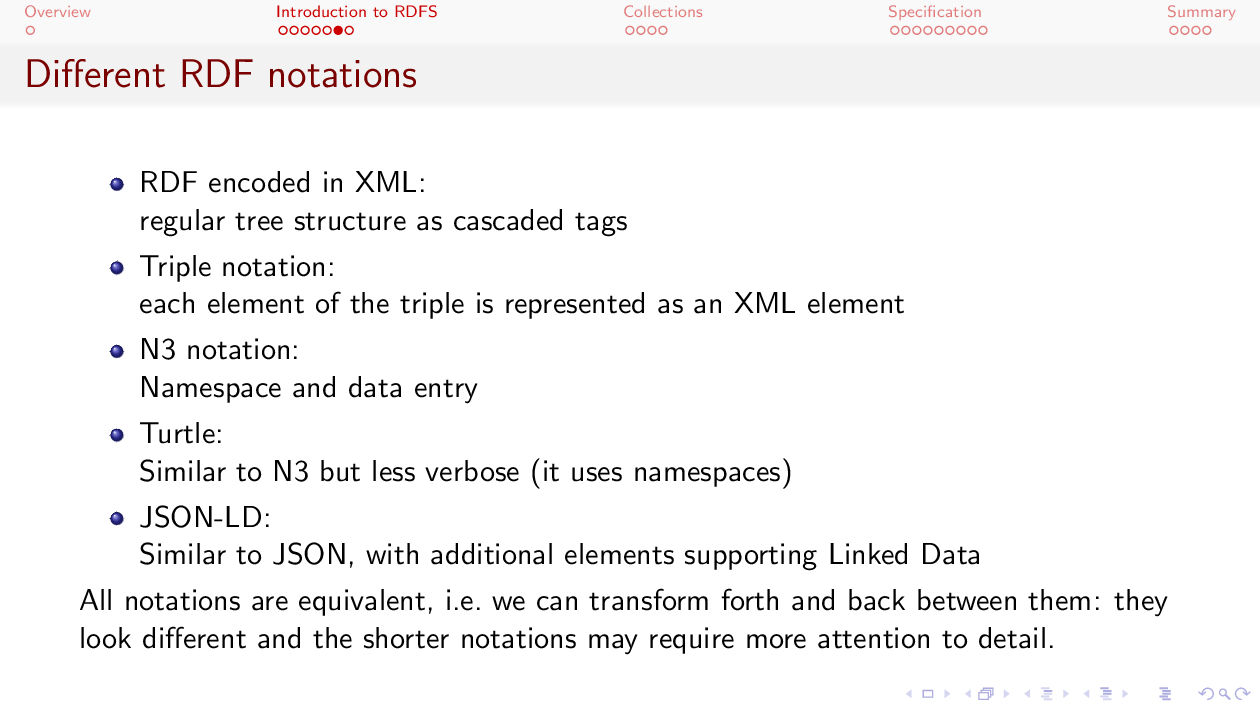 Overview
Introduction to RDFS
Collections
Specification
Summary
Different RDF notations
RDF encoded in XML:
regular tree structure as cascaded tags
Triple notation:
each element of the triple is represented as an XML element
N3 notation:
Namespace and data entry
Turtle:
Similar to N3 but less verbose (it uses namespaces)
JSON-LD:
Similar to JSON, with additional elements supporting Linked Data
All notations are equivalent, i.e. we can transform forth and back between them: they
look different and the shorter notations may require more attention to detail.